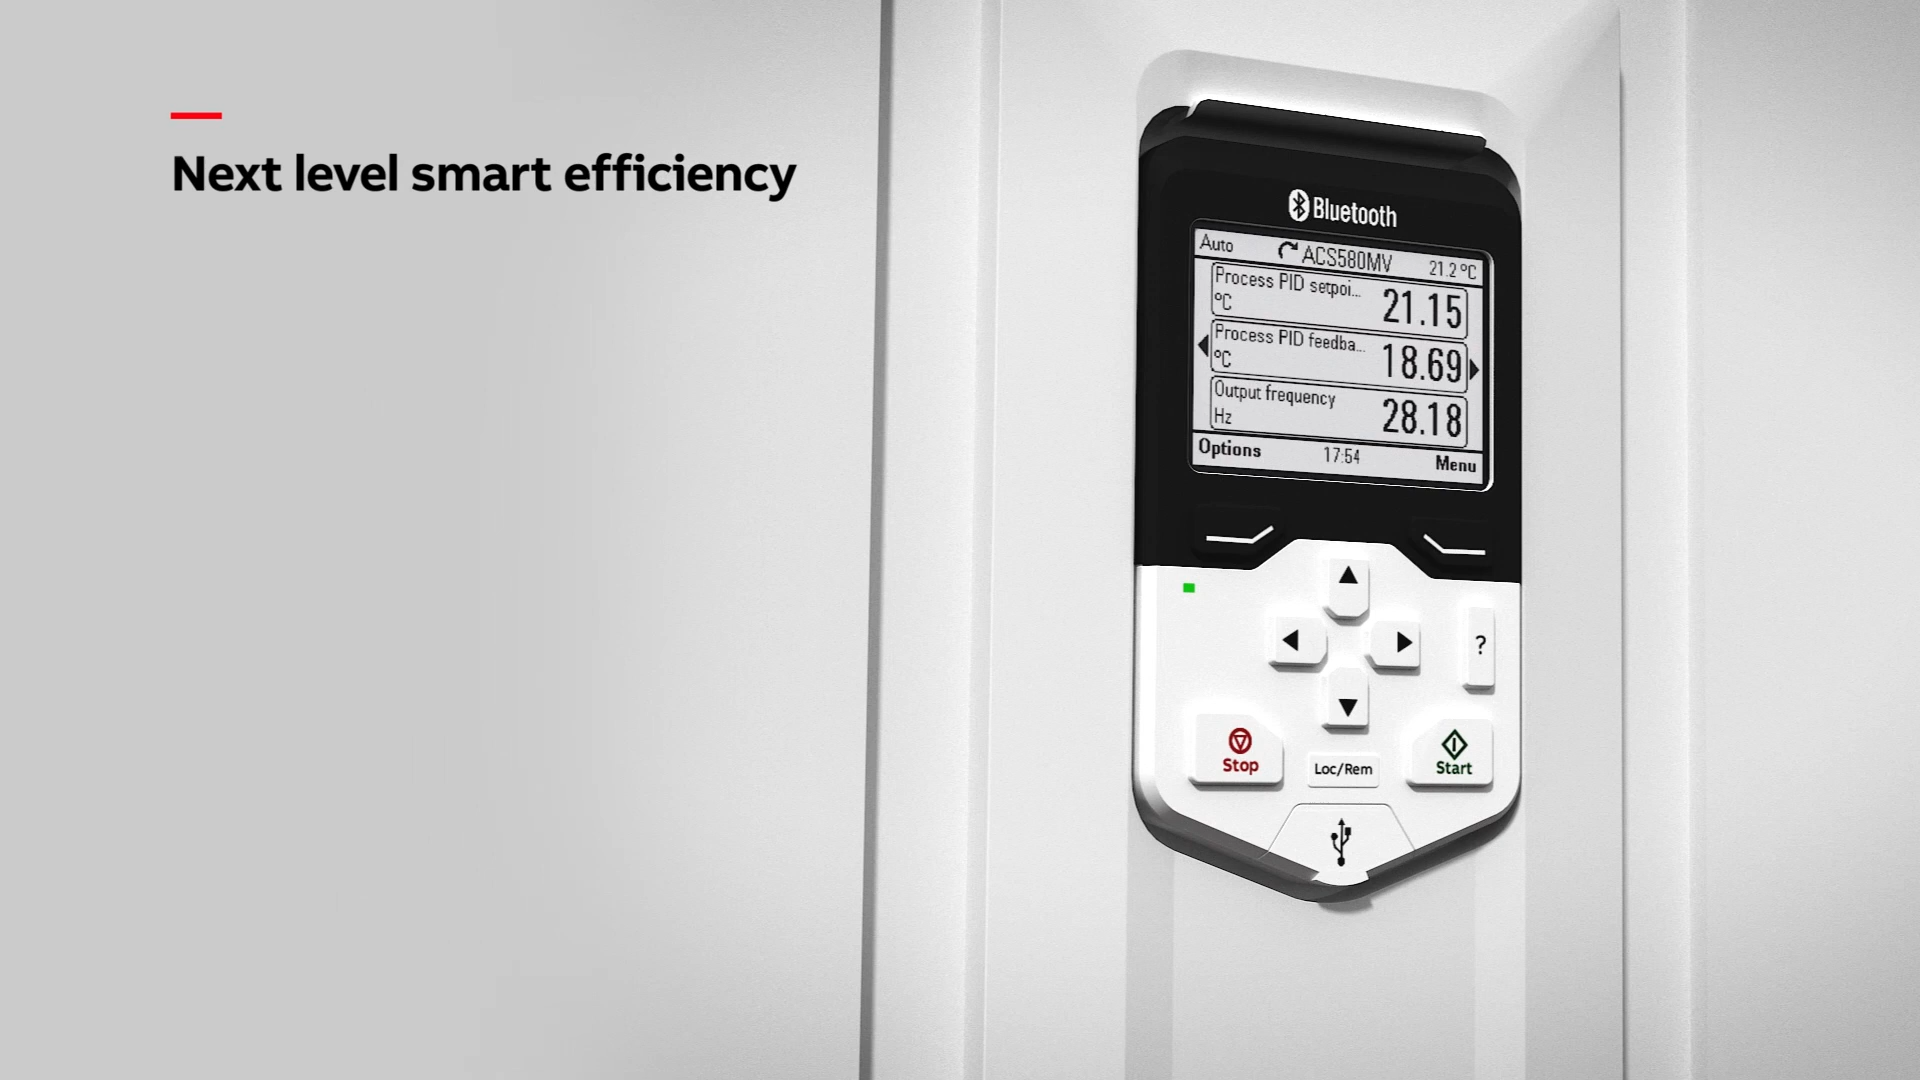 Next level smart efficiency
Bluetooth
Auto ACS580MV 21.2 °C
Process PID setpoi... 21.15
°C
Process PID feedba... 18.69
°C
Output frequency 28.18
Hz
Options 17:54 Menu
?
Stop Loc/Rem Start